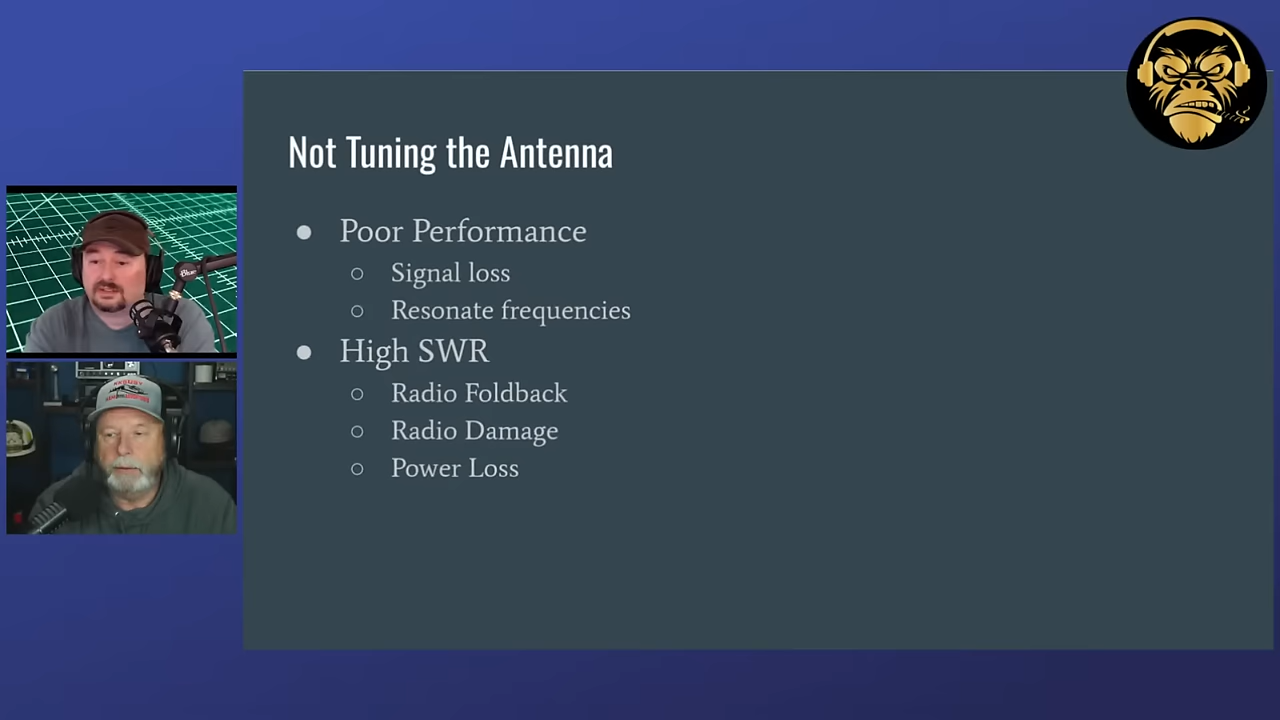 Not Tuning the Antenna
Poor Performance
Signal loss
Resonate frequencies
High SWR
Radio Foldback
Radio Damage
Power Loss